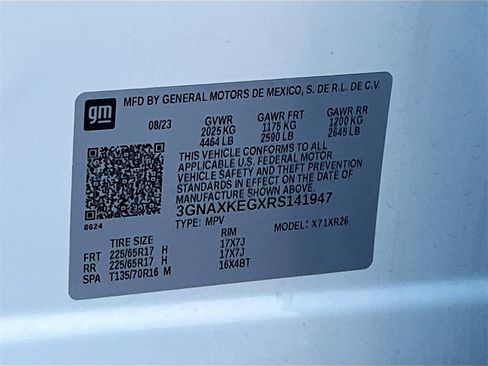 gm
MFD BY GENERAL MOTORS DE MEXICO, S. DE R.L. DE C.V.
08/23 GVWR GAWR FRT GAWR RR
2025 KG 1175 KG 1200 KG
4464 LB 2590 LB 2645 LB
THIS VEHICLE CONFORMS TO ALL
APPLICABLE U.S. FEDERAL MOTOR
VEHICLE SAFETY AND THEFT PREVENTION
STANDARDS IN EFFECT ON THE DATE OF
MANUFACTURE SHOWN ABOVE.
3GNAXKEGXRS141947
8624 TYPE: MPV MODEL: X71XR26
TIRE SIZE RIM
FRT 225/65R17 H 17X7J
RR 225/65R17 H 17X7J
SPA T135/70R16 M 16X4BT